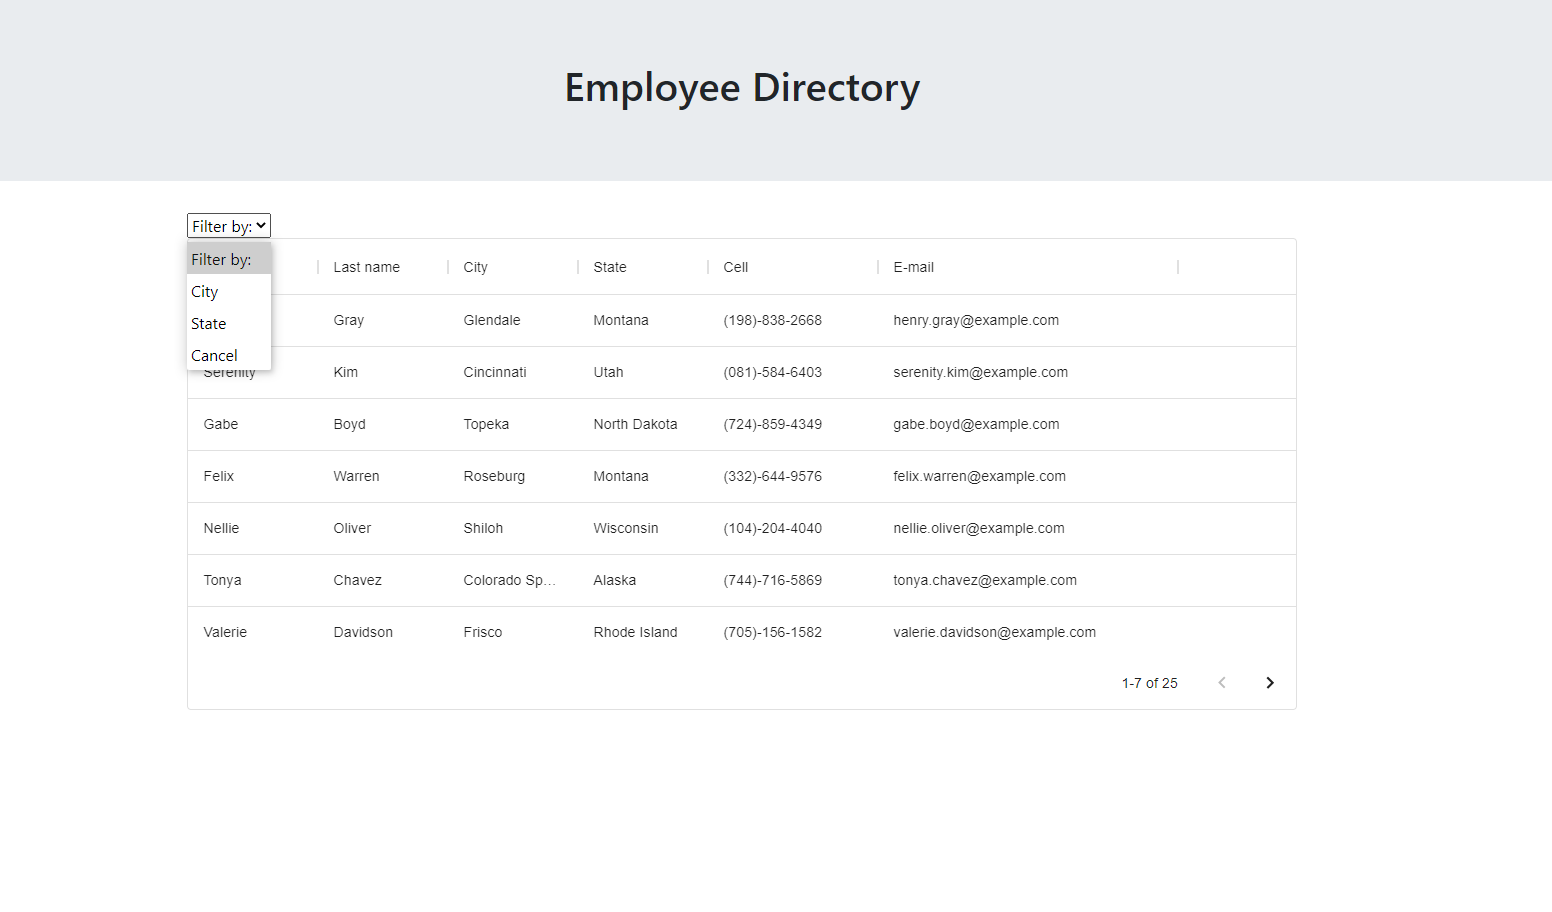 Employee Directory
Filter by:
Filter by:
City
State
Cancel
Last name City State Cell E-mail
Gray Glendale Montana (198)-838-2668 henry.gray@example.com
Serenity Kim Cincinnati Utah (081)-584-6403 serenity.kim@example.com
Gabe Boyd Topeka North Dakota (724)-859-4349 gabe.boyd@example.com
Felix Warren Roseburg Montana (332)-644-9576 felix.warren@example.com
Nellie Oliver Shiloh Wisconsin (104)-204-4040 nellie.oliver@example.com
Tonya Chavez Colorado Sp... Alaska (744)-716-5869 tonya.chavez@example.com
Valerie Davidson Frisco Rhode Island (705)-156-1582 valerie.davidson@example.com
1-7 of 25